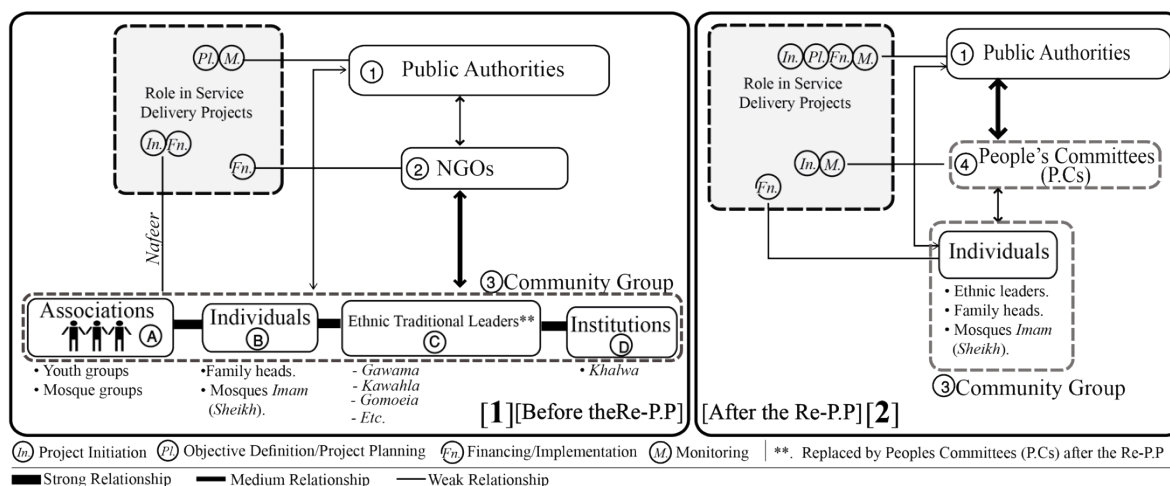 Pl. M.
① Public Authorities
Role in Service
Delivery Projects
In. Fn.
Fn.
② NGOs
Nafeer
③ Community Group
Associations
A
Individuals
B
Ethnic Traditional Leaders**
C
Institutions
D
• Youth groups
• Mosque groups
•Family heads.
• Mosques Imam
(Sheikh).
- Gawama
- Kawahla
- Gomoeia
- Etc.
• Khalwa
[1][Before theRe-P.P]
In. Pl. Fn. M.
① Public Authorities
Role in Service
Delivery Projects
In. M.
④ People’s Committees
(P.Cs)
Fn.
Individuals
• Ethnic leaders.
• Family heads.
• Mosques Imam
(Sheikh).
③ Community Group
[After the Re-P.P][2]
In. Project Initiation Pl. Objective Definition/Project Planning Fn. Financing/Implementation M. Monitoring **. Replaced by Peoples Committees (P.Cs) after the Re-P.P
Strong Relationship Medium Relationship Weak Relationship